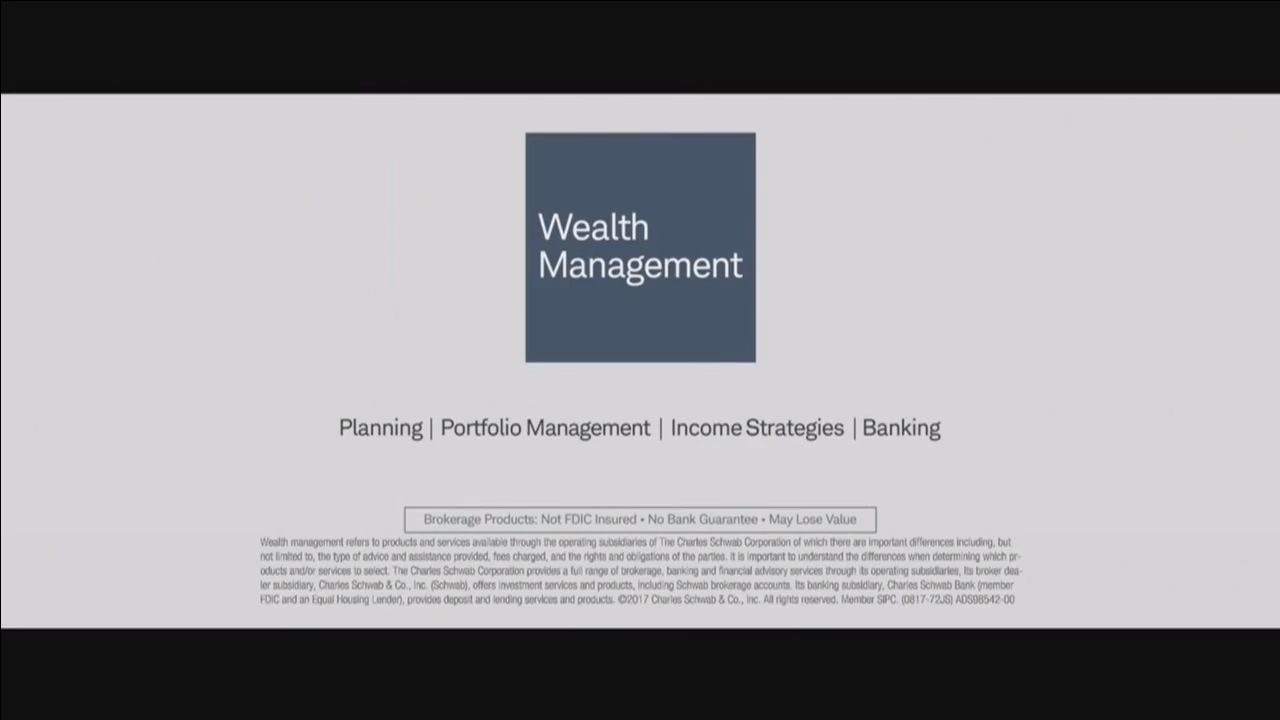 Wealth
Management
Planning | Portfolio Management | Income Strategies | Banking
Brokerage Products: Not FDIC Insured • No Bank Guarantee • May Lose Value
Wealth management refers to products and services available through the operating subsidiaries of The Charles Schwab Corporation of which there are important differences including, but
not limited to, the type of advice and assistance provided, fees charged, and the rights and obligations of the parties. It is important to understand the differences when determining which pr-
oducts and/or services to select. The Charles Schwab Corporation provides a full range of brokerage, banking and financial advisory services through its operating subsidiaries, Its broker dea-
ler subsidiary, Charles Schwab & Co., Inc. (Schwab), offers investment services and products, including Schwab brokerage accounts. Its banking subsidiary, Charles Schwab Bank (member
FDIC and an Equal Housing Lender), provides deposit and lending services and products. ©2017 Charles Schwab & Co., Inc. All rights reserved. Member SIPC. (0817-72JS) ADS98542-00